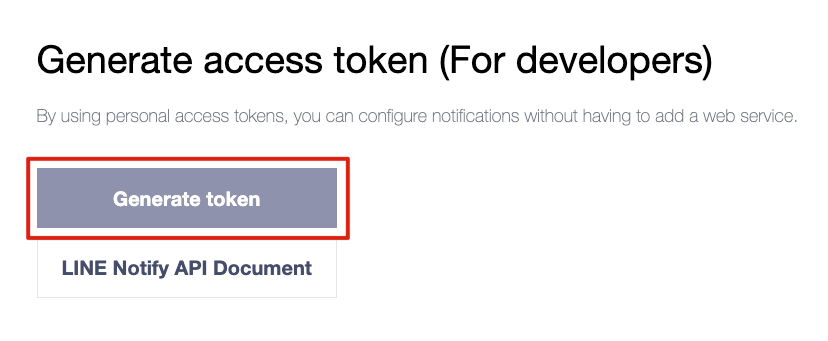 Generate access token (For developers)
By using personal access tokens, you can configure notifications without having to add a web service.
Generate token
LINE Notify API Document